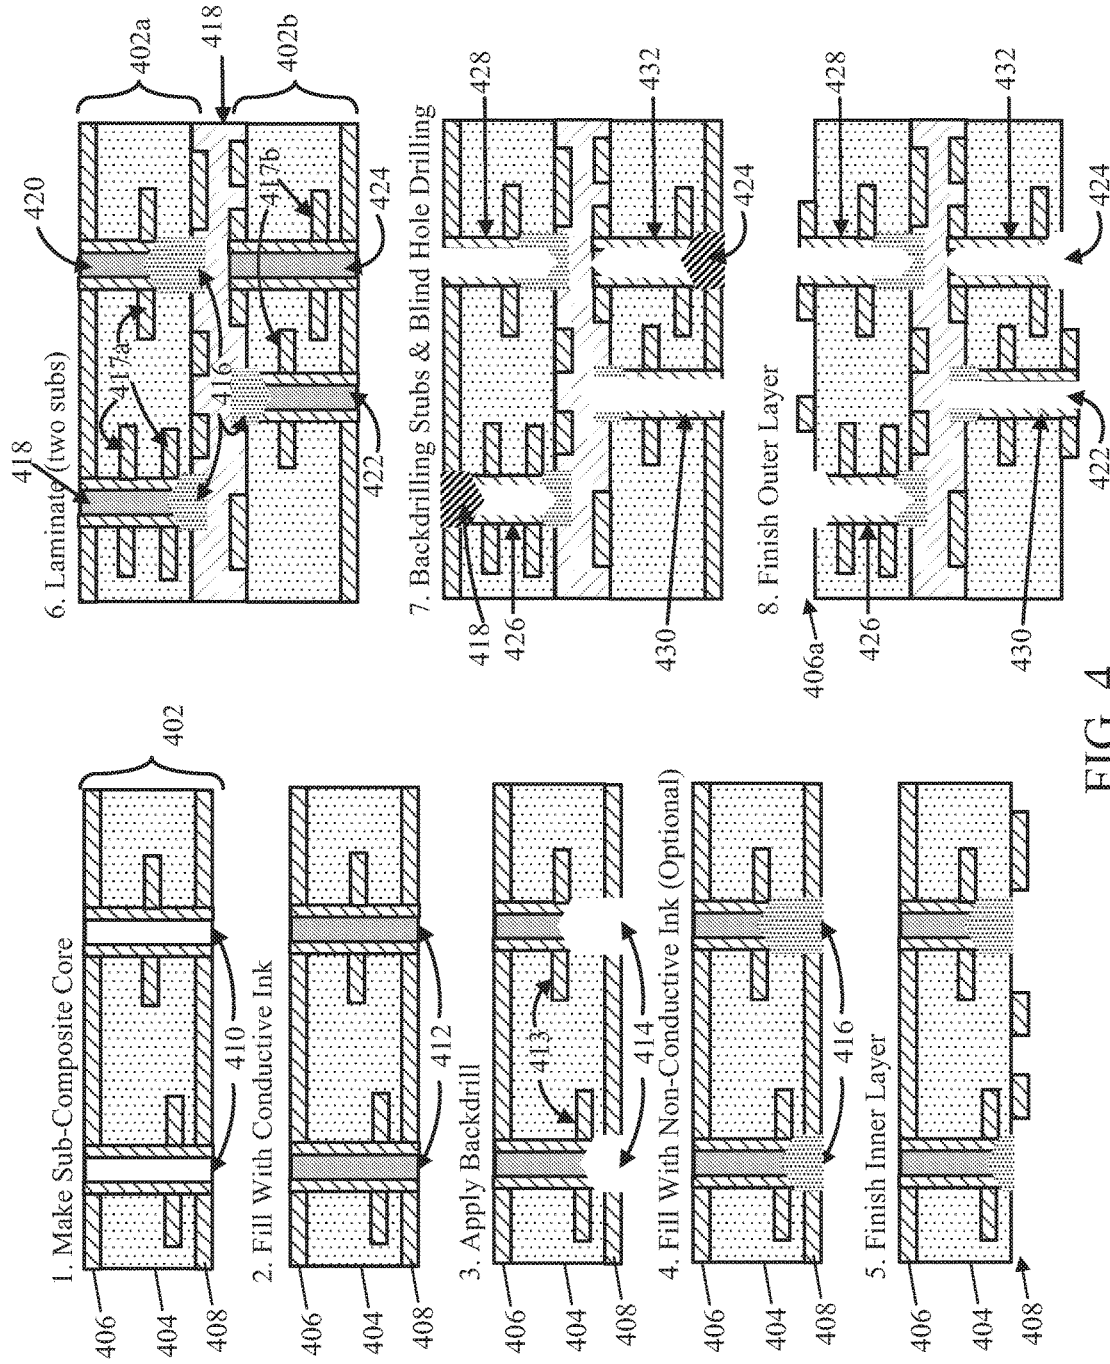 1. Make Sub-Composite Core
406
404
408
410
402
2. Fill With Conductive Ink
406
404
408
412
3. Apply Backdrill
406
404
408
413
414
4. Fill With Non-Conductive Ink (Optional)
406
404
408
416
5. Finish Inner Layer
406
404
408
6. Laminate (two subs)
418
420
402a
418
402b
417a
416
417b
422
424
7. Backdrilling Stubs & Blind Hole Drilling
418
426
428
430
432
424
8. Finish Outer Layer
406a
426
428
430
432
422
424
FIG. 4